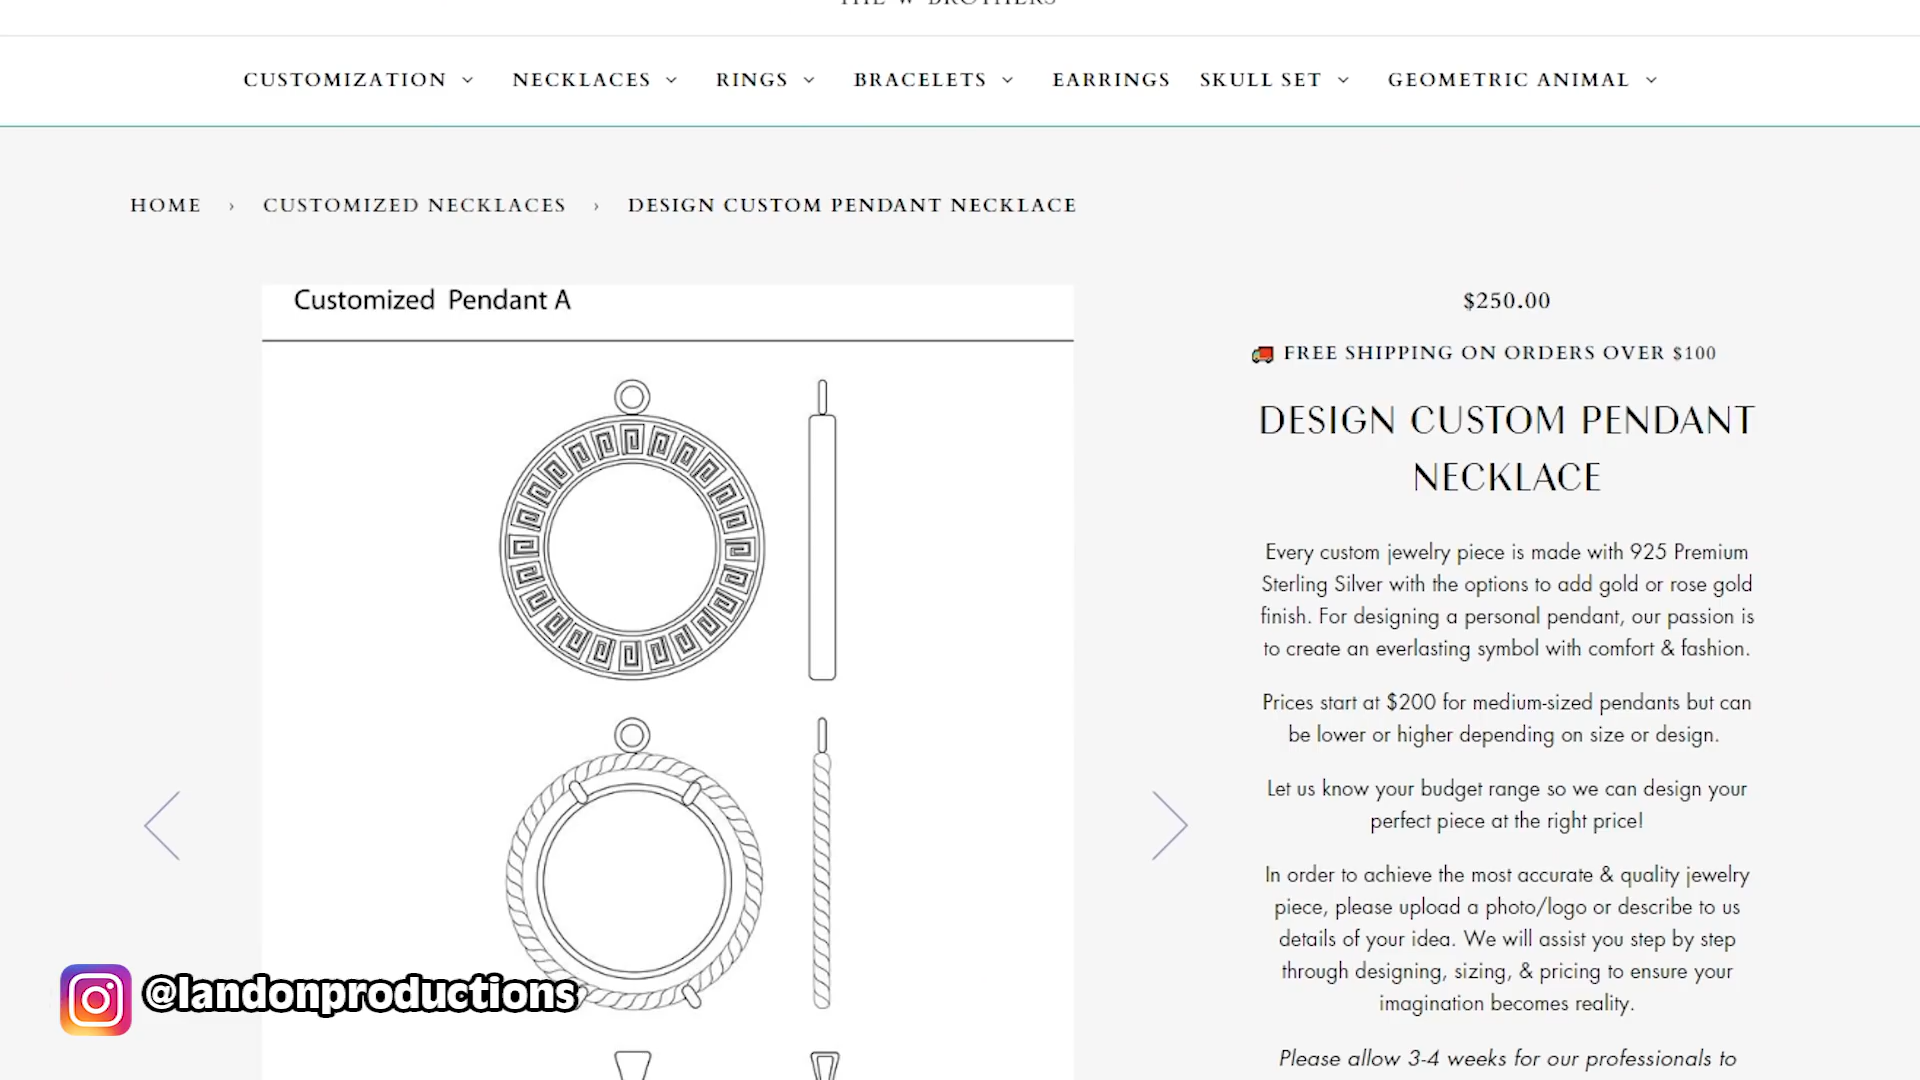 THE W BROTHERS
CUSTOMIZATION NECKLACES RINGS BRACELETS EARRINGS SKULL SET GEOMETRIC ANIMAL
HOME › CUSTOMIZED NECKLACES › DESIGN CUSTOM PENDANT NECKLACE
Customized Pendant A
$250.00
FREE SHIPPING ON ORDERS OVER $100
DESIGN CUSTOM PENDANT
NECKLACE
Every custom jewelry piece is made with 925 Premium
Sterling Silver with the options to add gold or rose gold
finish. For designing a personal pendant, our passion is
to create an everlasting symbol with comfort & fashion.
Prices start at $200 for medium-sized pendants but can
be lower or higher depending on size or design.
Let us know your budget range so we can design your
perfect piece at the right price!
In order to achieve the most accurate & quality jewelry
piece, please upload a photo/logo or describe to us
details of your idea. We will assist you step by step
through designing, sizing, & pricing to ensure your
imagination becomes reality.
Please allow 3-4 weeks for our professionals to
@landonproductions